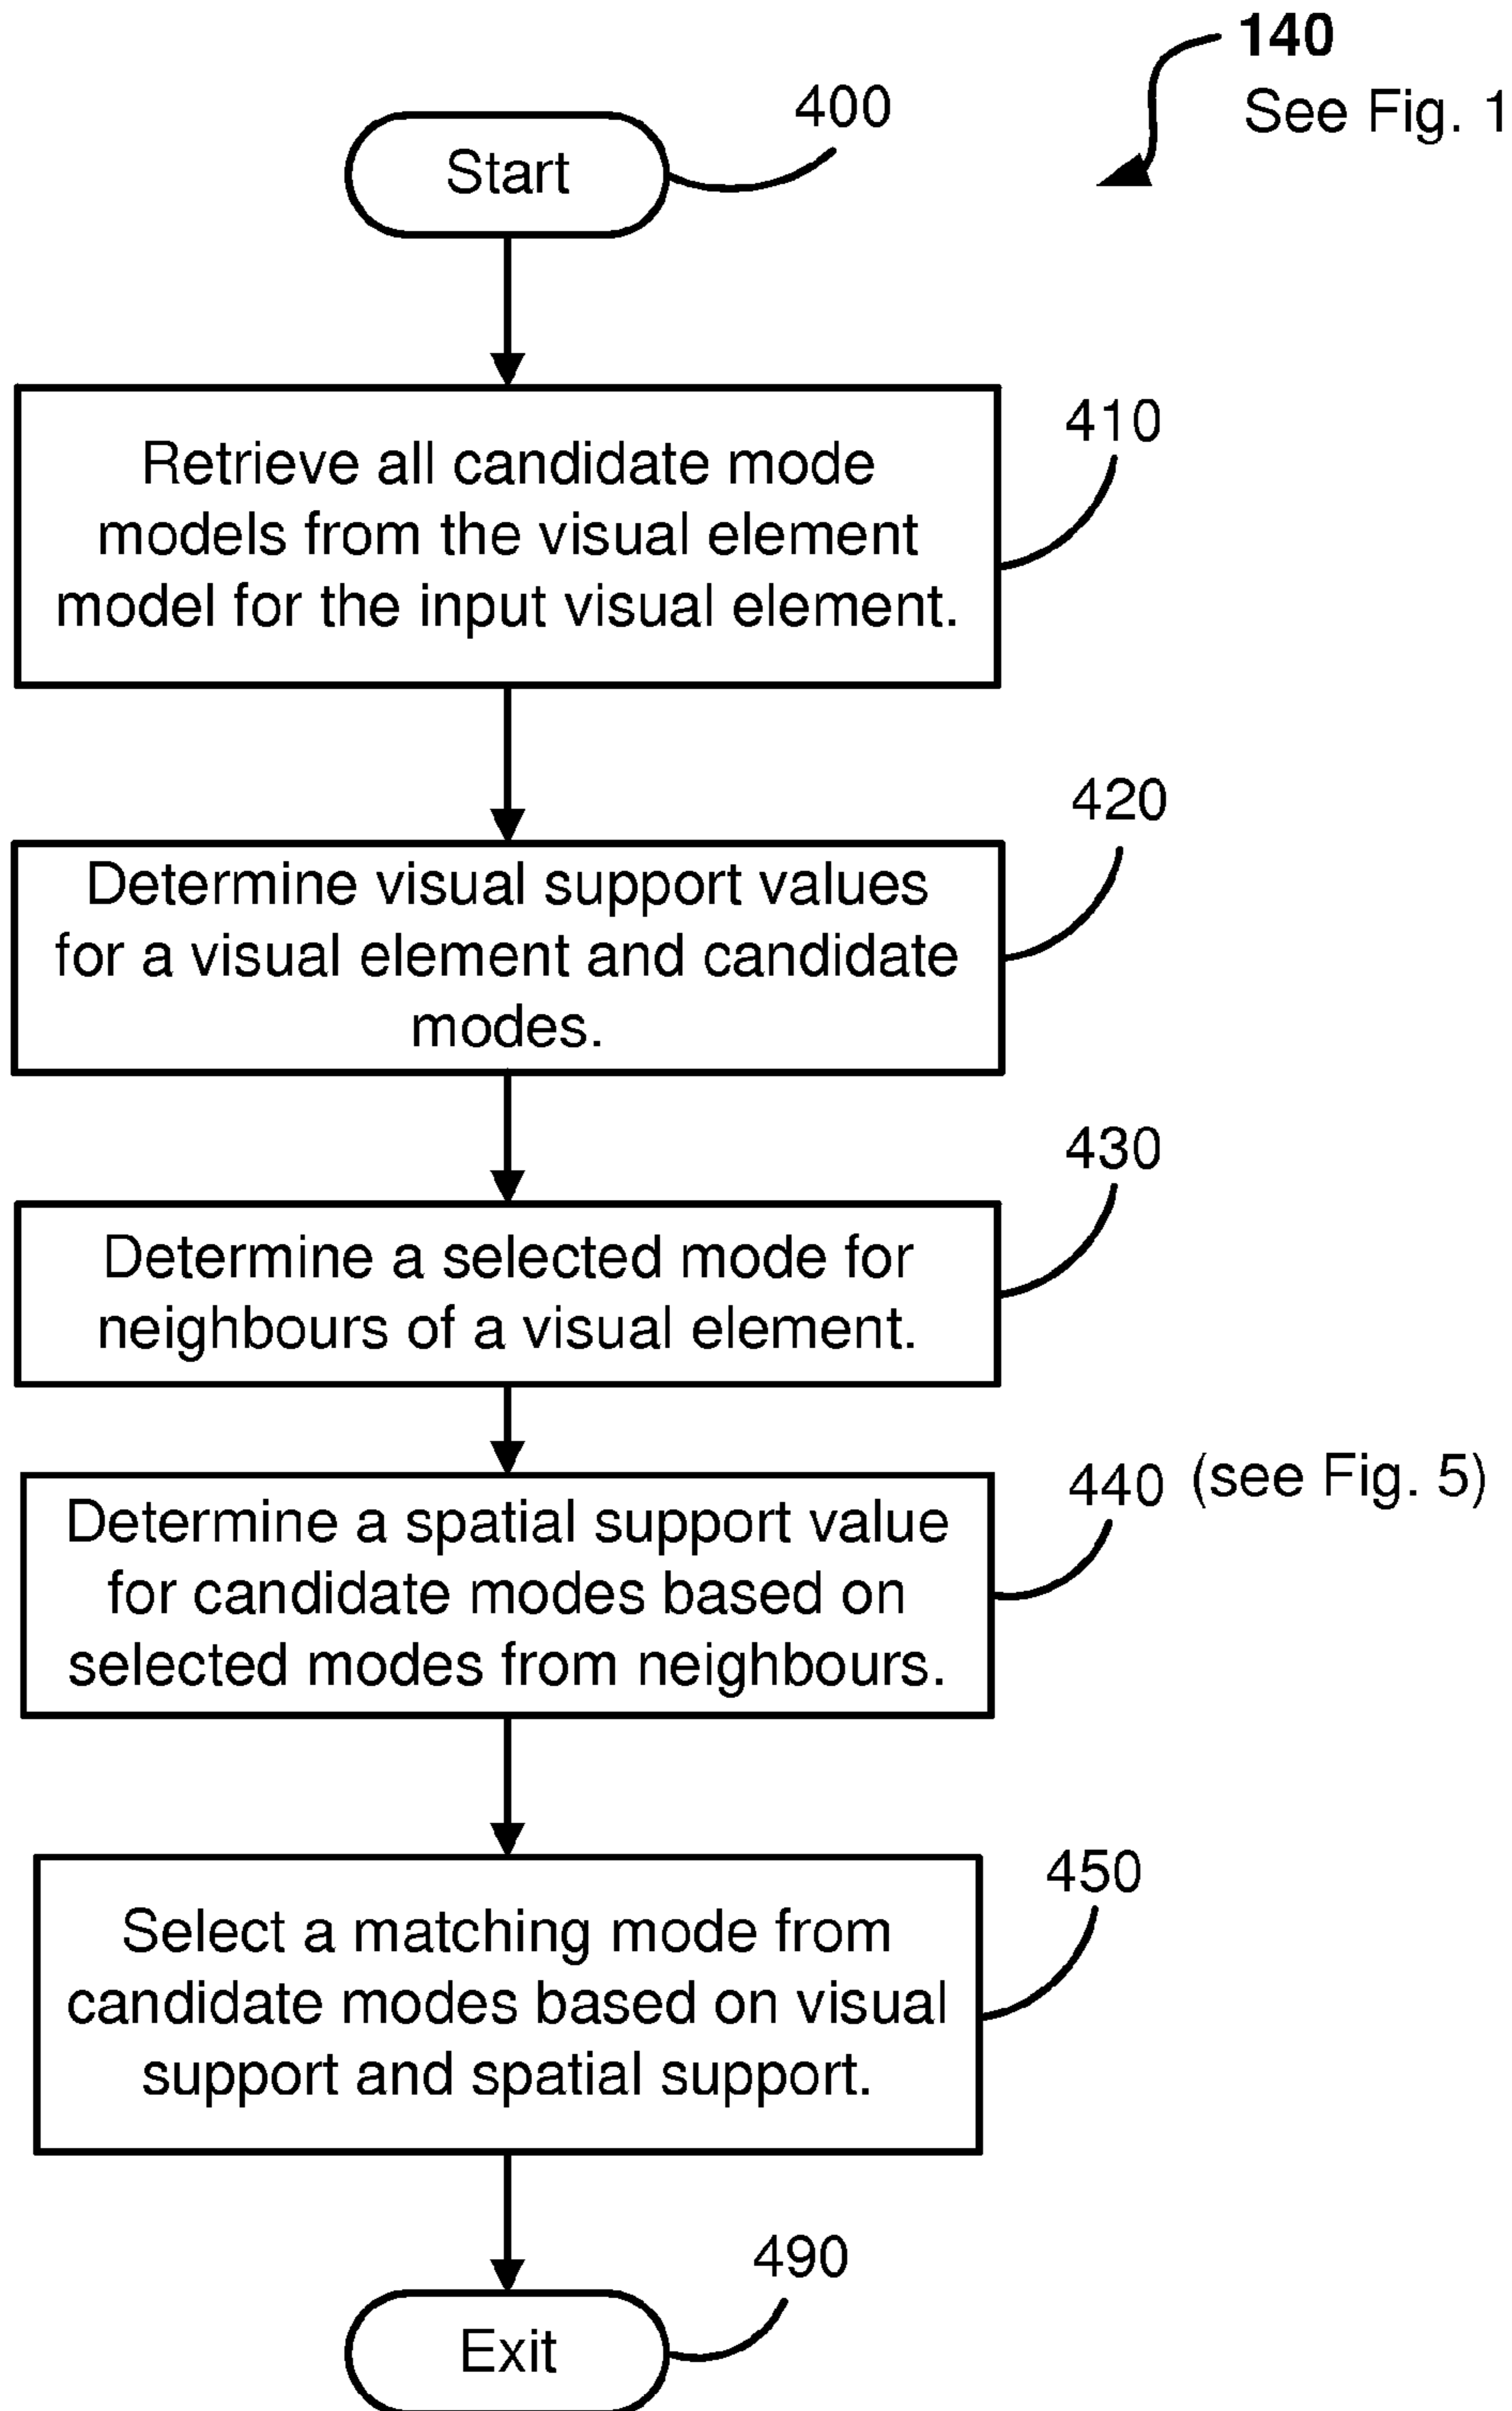 140
See Fig. 1
400
Start
410
Retrieve all candidate mode
models from the visual element
model for the input visual element.
420
Determine visual support values
for a visual element and candidate
modes.
430
Determine a selected mode for
neighbours of a visual element.
440 (see Fig. 5)
Determine a spatial support value
for candidate modes based on
selected modes from neighbours.
450
Select a matching mode from
candidate modes based on visual
support and spatial support.
490
Exit